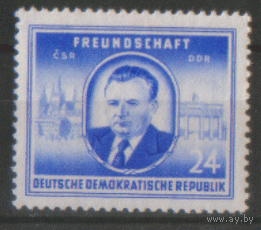 FREUNDSCHAFT
ČSR DDR
24
DEUTSCHE DEMOKRATISCHE REPUBLIK
www.ay.by